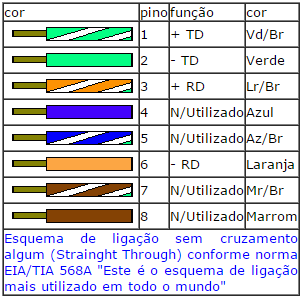 cor pino função cor
1 + TD Vd/Br
2 - TD Verde
3 + RD Lr/Br
4 N/Utilizado Azul
5 N/Utilizado Az/Br
6 - RD Laranja
7 N/Utilizado Mr/Br
8 N/Utilizado Marrom
Esquema de ligação sem cruzamento
algum (Strainght Through) conforme norma
EIA/TIA 568A "Este é o esquema de ligação
mais utilizado em todo o mundo"